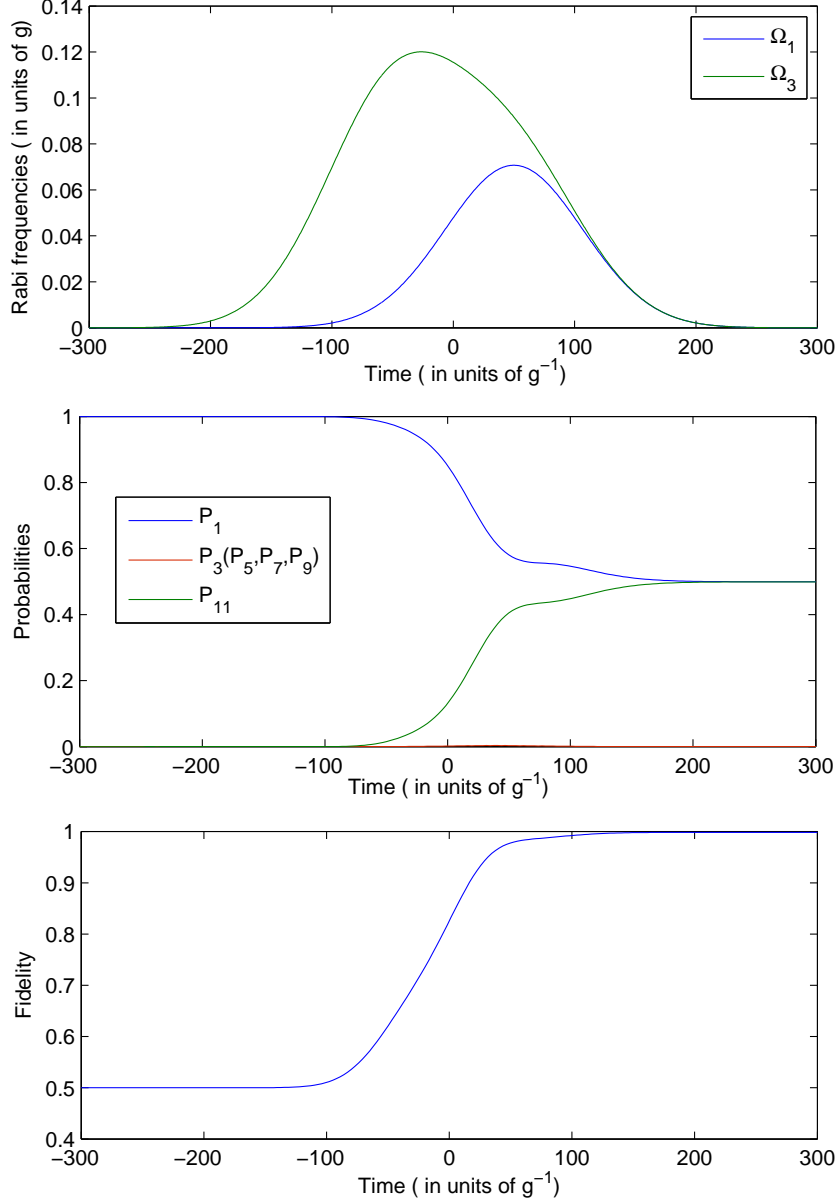 0.14
0.12
0.1
0.08
0.06
0.04
0.02
0
Rabi frequencies ( in units of g)
Ω1
Ω3
−300 −200 −100 0 100 200 300
Time ( in units of g−1)
1
0.8
0.6
0.4
0.2
0
Probabilities
P1
P3(P5,P7,P9)
P11
−300 −200 −100 0 100 200 300
Time ( in units of g−1)
1
0.9
0.8
0.7
0.6
0.5
0.4
Fidelity
−300 −200 −100 0 100 200 300
Time ( in units of g−1)